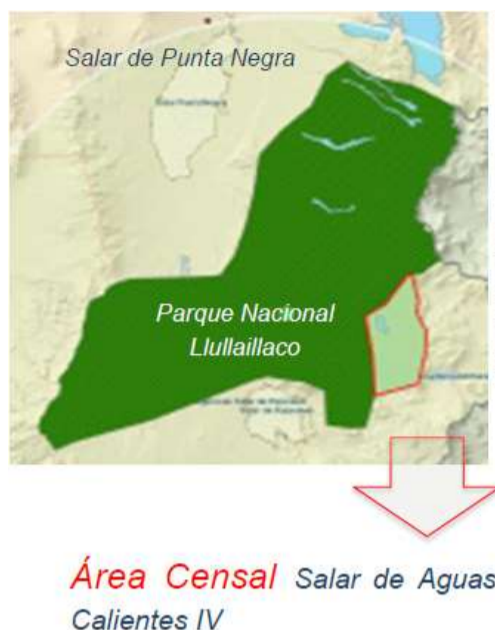 Salar de Punta Negra
Parque Nacional
Llullaillaco
Área Censal Salar de Aguas
Calientes IV